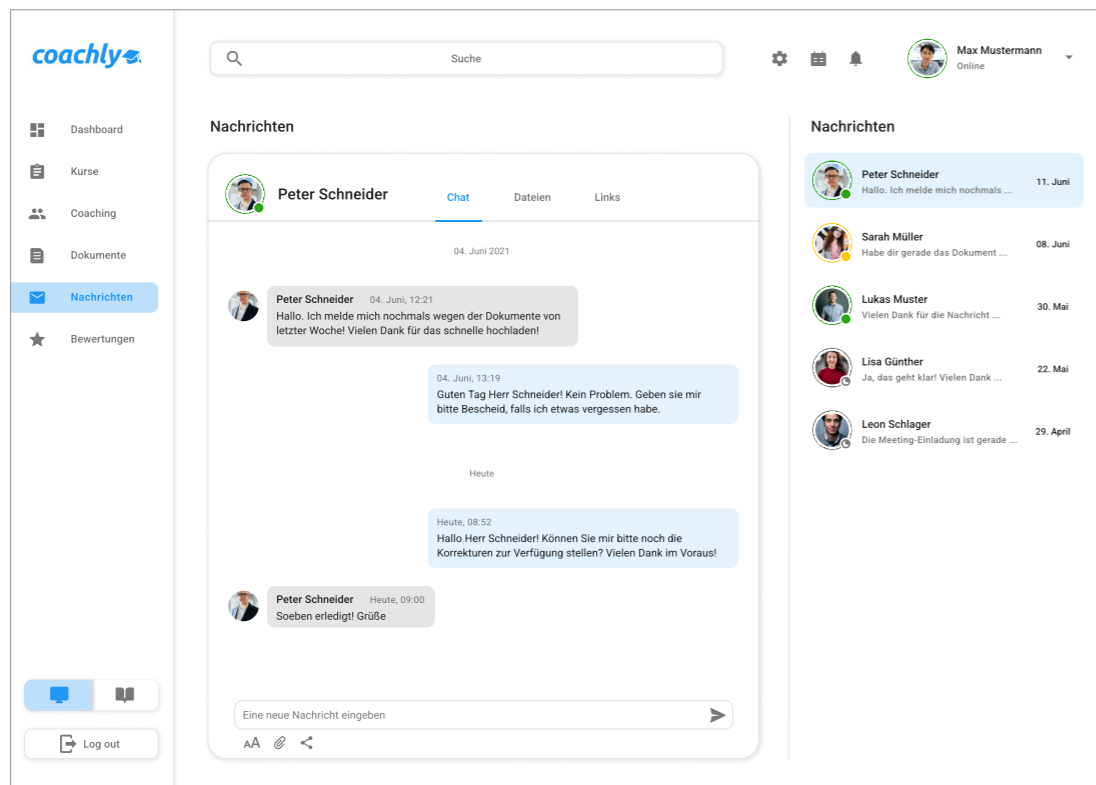 coachly
Suche
Max Mustermann
Online
Dashboard
Kurse
Coaching
Dokumente
Nachrichten
Bewertungen
Log out
Nachrichten
Peter Schneider
Chat
Dateien
Links
04. Juni 2021
Peter Schneider 04. Juni, 12:21
Hallo. Ich melde mich nochmals wegen der Dokumente von
letzter Woche! Vielen Dank für das schnelle hochladen!
04. Juni, 13:19
Guten Tag Herr Schneider! Kein Problem. Geben sie mir
bitte Bescheid, falls ich etwas vergessen habe.
Heute
Heute, 08:52
Hallo Herr Schneider! Können Sie mir bitte noch die
Korrekturen zur Verfügung stellen? Vielen Dank im Voraus!
Peter Schneider Heute, 09:00
Soeben erledigt! Grüße
Eine neue Nachricht eingeben
AA
Nachrichten
Peter Schneider
Hallo. Ich melde mich nochmals ...
11. Juni
Sarah Müller
Habe dir gerade das Dokument ...
08. Juni
Lukas Muster
Vielen Dank für die Nachricht ...
30. Mai
Lisa Günther
Ja, das geht klar! Vielen Dank ...
22. Mai
Leon Schlager
Die Meeting-Einladung ist gerade ...
29. April